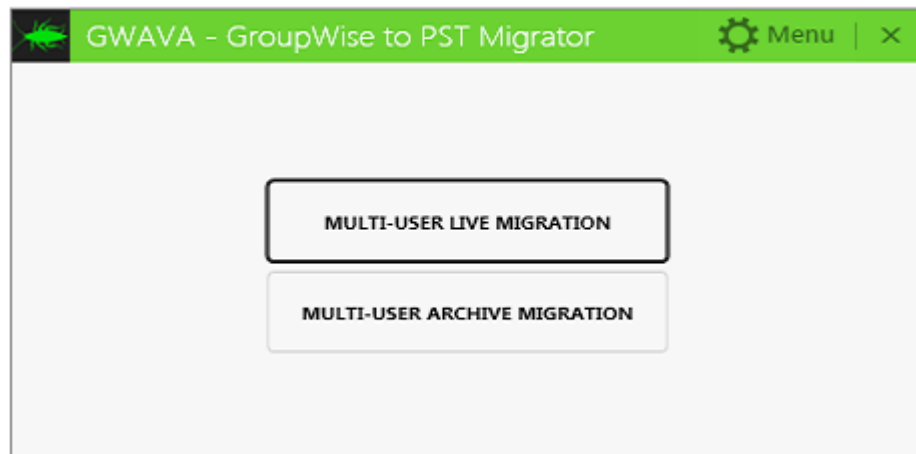 GWAVA - GroupWise to PST Migrator Menu
MULTI-USER LIVE MIGRATION
MULTI-USER ARCHIVE MIGRATION